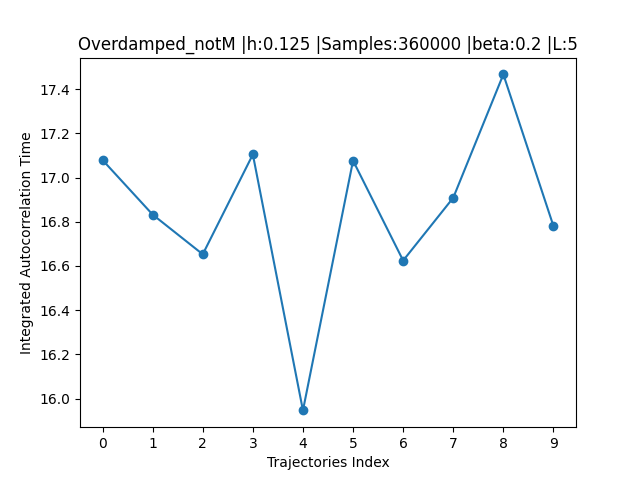 Overdamped_notM |h:0.125 |Samples:360000 |beta:0.2 |L:5
17.4
17.2
17.0
16.8
16.6
16.4
16.2
16.0
Integrated Autocorrelation Time
0 1 2 3 4 5 6 7 8 9
Trajectories Index